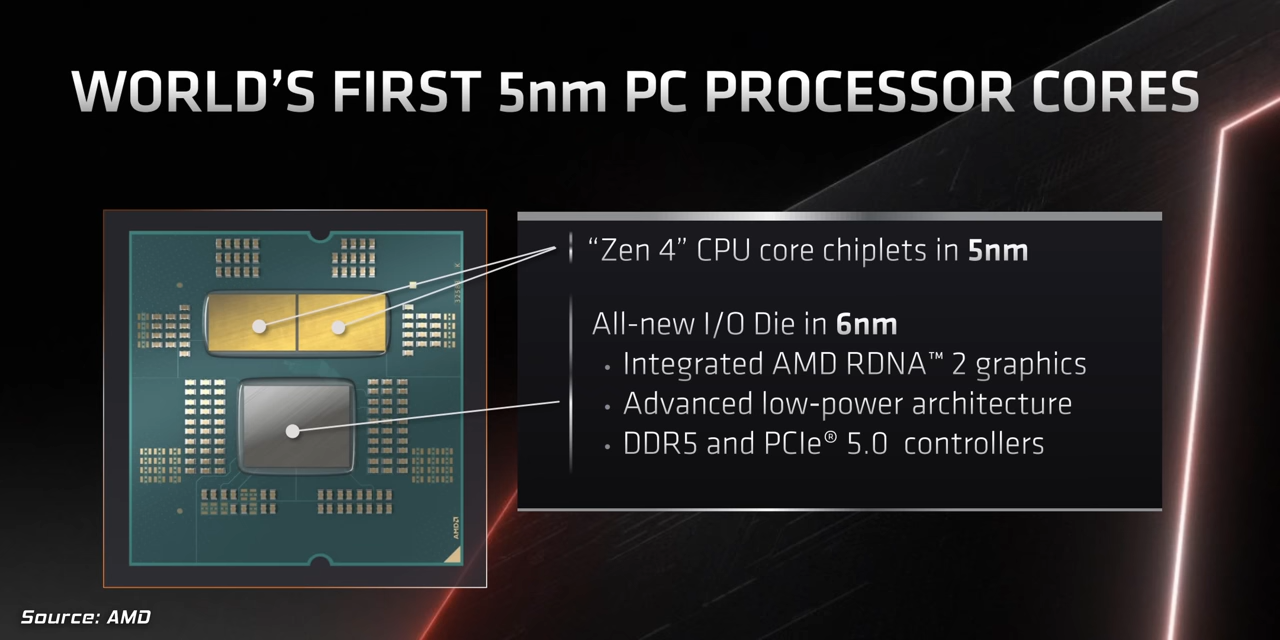 WORLD'S FIRST 5nm PC PROCESSOR CORES
“Zen 4” CPU core chiplets in 5nm
All-new I/O Die in 6nm
• Integrated AMD RDNA™ 2 graphics
• Advanced low-power architecture
• DDR5 and PCIe® 5.0 controllers
AMD
Source: AMD